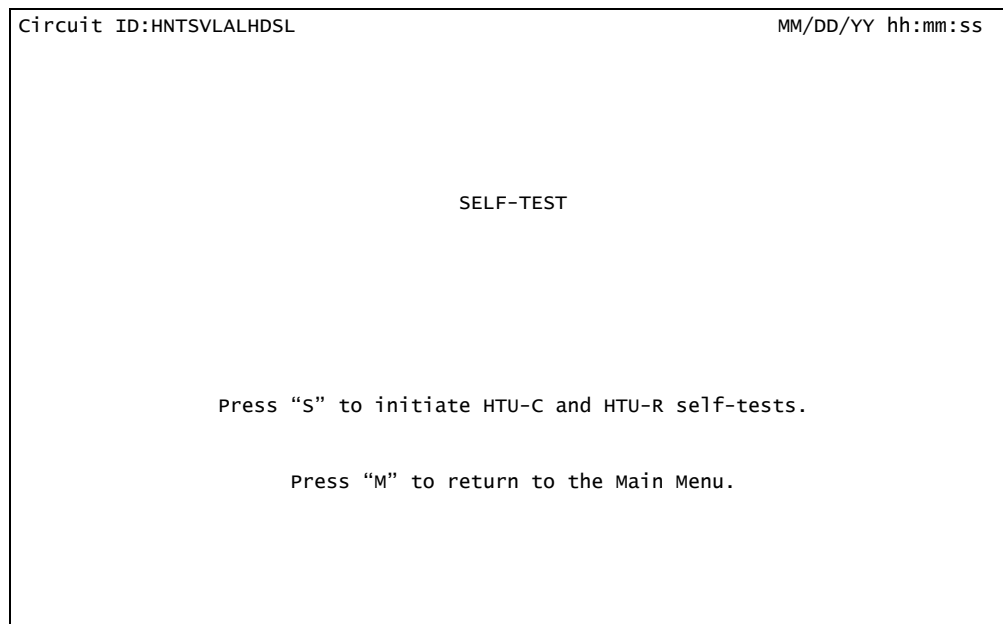 Circuit ID:HNTSVLALHDSL MM/DD/YY hh:mm:ss
SELF-TEST
Press “S” to initiate HTU-C and HTU-R self-tests.
Press “M” to return to the Main Menu.